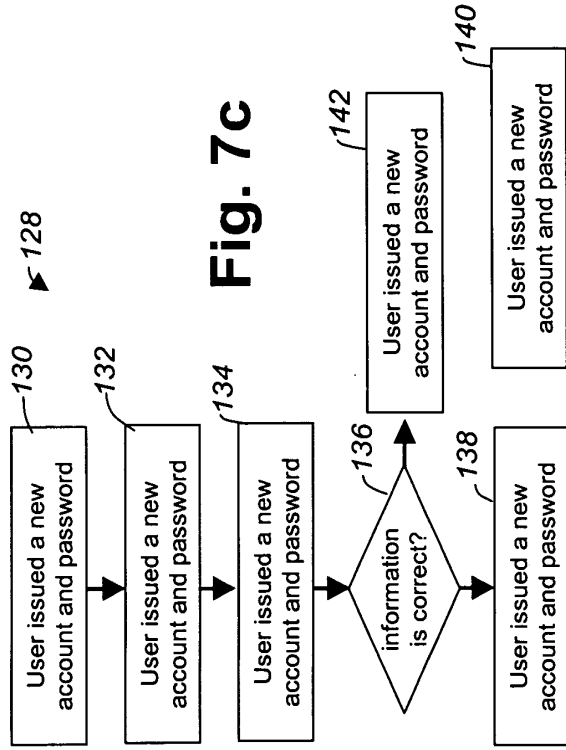 128
130
User issued a new
account and password
132
User issued a new
account and password
134
User issued a new
account and password
136
information
is correct?
142
User issued a new
account and password
138
User issued a new
account and password
140
User issued a new
account and password
Fig. 7c